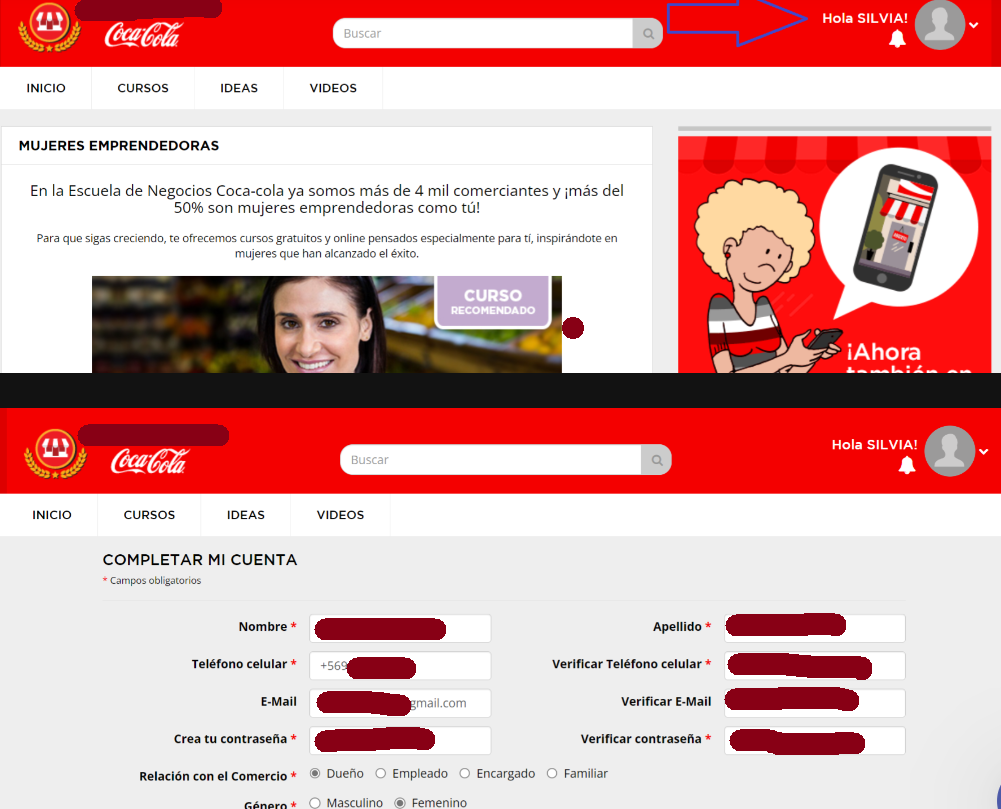 Coca-Cola
Buscar
Hola SILVIA!
INICIO CURSOS IDEAS VIDEOS
MUJERES EMPRENDEDORAS
En la Escuela de Negocios Coca-cola ya somos más de 4 mil comerciantes y ¡más del
50% son mujeres emprendedoras como tú!
Para que sigas creciendo, te ofrecemos cursos gratuitos y online pensados especialmente para tí, inspirándote en
mujeres que han alcanzado el éxito.
CURSO
RECOMENDADO
¡Ahora
también en
Coca-Cola
Buscar
Hola SILVIA!
INICIO CURSOS IDEAS VIDEOS
COMPLETAR MI CUENTA
* Campos obligatorios
Nombre * Apellido *
Teléfono celular * +569 Verificar Teléfono celular *
E-Mail gmail.com Verificar E-Mail
Crea tu contraseña * Verificar contraseña *
Relación con el Comercio * Dueño Empleado Encargado Familiar
Género * Masculino Femenino